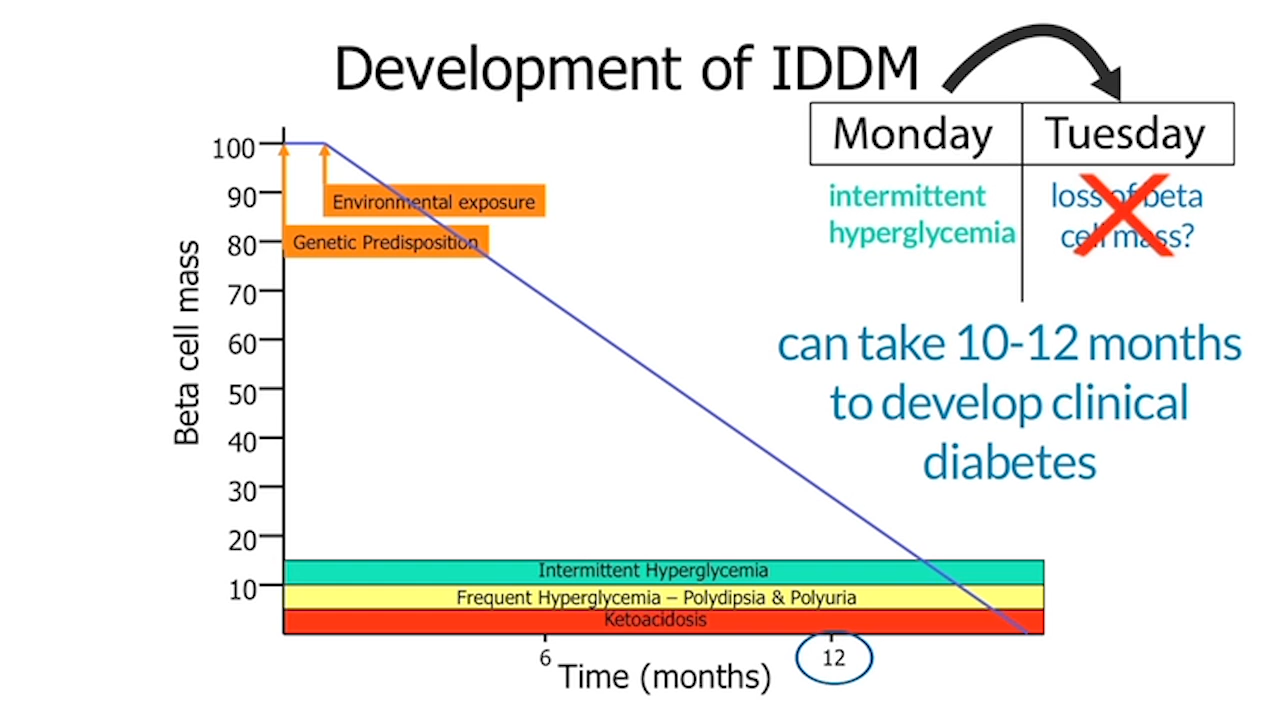 Development of IDDM
Monday
Tuesday
intermittent
hyperglycemia
loss of beta
cell mass?
can take 10-12 months
to develop clinical
diabetes
Beta cell mass
100
90
80
70
60
50
40
30
20
10
Environmental exposure
Genetic Predisposition
Intermittent Hyperglycemia
Frequent Hyperglycemia – Polydipsia & Polyuria
Ketoacidosis
6
12
Time (months)